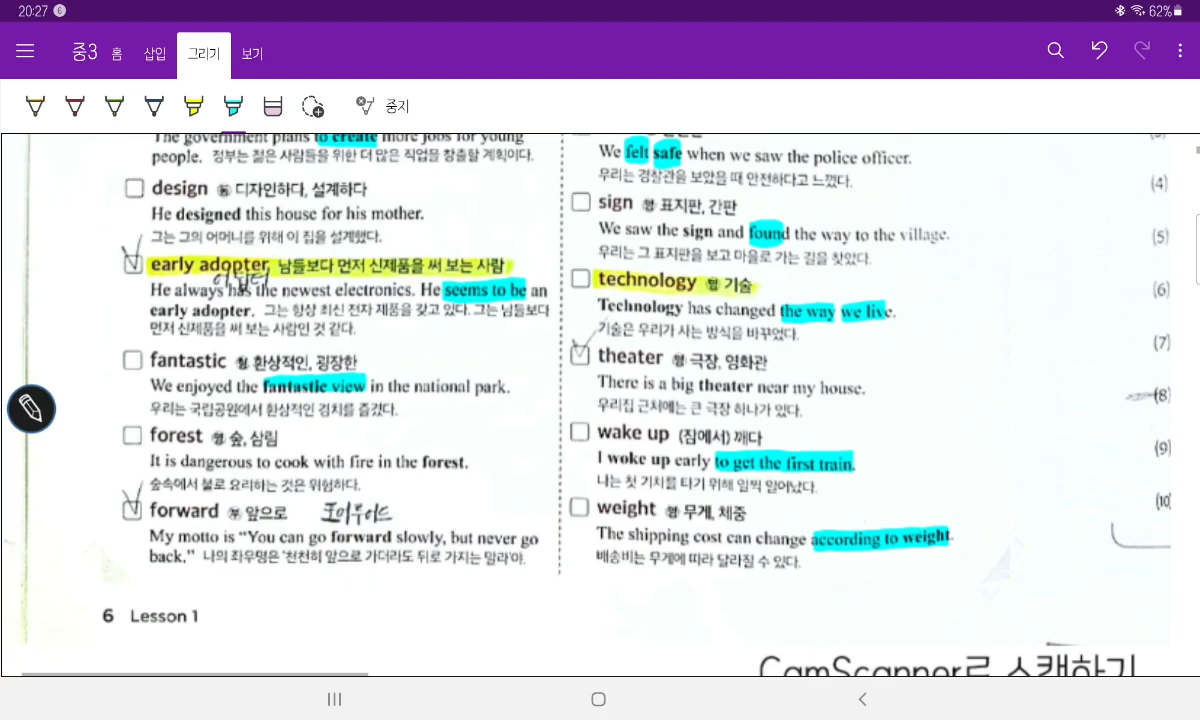 20:27 6 62%
중3 홈 삽입 그리기 보기
중지
The government plans to create more jobs for young
people. 정부는 젊은 사람들을 위한 더 많은 직업을 창출할 계획이다.
design 동 디자인하다, 설계하다
He designed this house for his mother.
그는 그의 어머니를 위해 이 집을 설계했다.
early adopter 남들보다 먼저 신제품을 써 보는 사람
어답터
He always has the newest electronics. He seems to be an
early adopter. 그는 항상 최신 전자 제품을 갖고 있다. 그는 남들보다
먼저 신제품을 써 보는 사람인 것 같다.
fantastic 형 환상적인, 굉장한
We enjoyed the fantastic view in the national park.
우리는 국립공원에서 환상적인 경치를 즐겼다.
forest 명 숲, 삼림
It is dangerous to cook with fire in the forest.
숲속에서 불로 요리하는 것은 위험하다.
forward 부 앞으로 포어우어드
My motto is “You can go forward slowly, but never go
back.” 나의 좌우명은 ‘천천히 앞으로 가더라도 뒤로 가지는 말라’야.
6 Lesson 1
We felt safe when we saw the police officer.
우리는 경찰관을 보았을 때 안전하다고 느꼈다.
sign 명 표지판, 간판
We saw the sign and found the way to the village.
우리는 그 표지판을 보고 마을로 가는 길을 찾았다.
technology 명 기술
Technology has changed the way we live.
기술은 우리가 사는 방식을 바꾸었다.
theater 명 극장, 영화관
There is a big theater near my house.
우리집 근처에는 큰 극장 하나가 있다.
wake up (잠에서) 깨다
I woke up early to get the first train.
나는 첫 기차를 타기 위해 일찍 일어났다.
weight 명 무게, 체중
The shipping cost can change according to weight.
배송비는 무게에 따라 달라질 수 있다.
(4)
(5)
(6)
(7)
(8)
(9)
(10)
CamScanner로 스캔하기